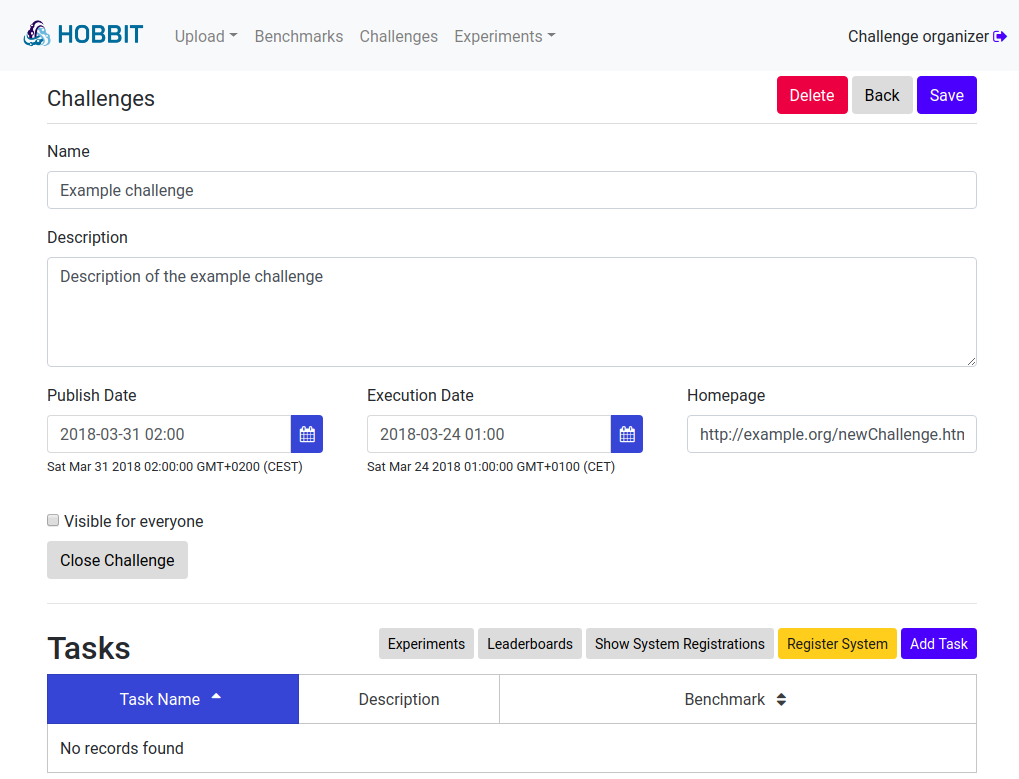 HOBBIT Upload Benchmarks Challenges Experiments Challenge organizer
Challenges Delete Back Save
Name
Example challenge
Description
Description of the example challenge
Publish Date Execution Date Homepage
2018-03-31 02:00 2018-03-24 01:00 http://example.org/newChallenge.htn
Sat Mar 31 2018 02:00:00 GMT+0200 (CEST) Sat Mar 24 2018 01:00:00 GMT+0100 (CET)
Visible for everyone
Close Challenge
Tasks Experiments Leaderboards Show System Registrations Register System Add Task
Task Name Description Benchmark
No records found